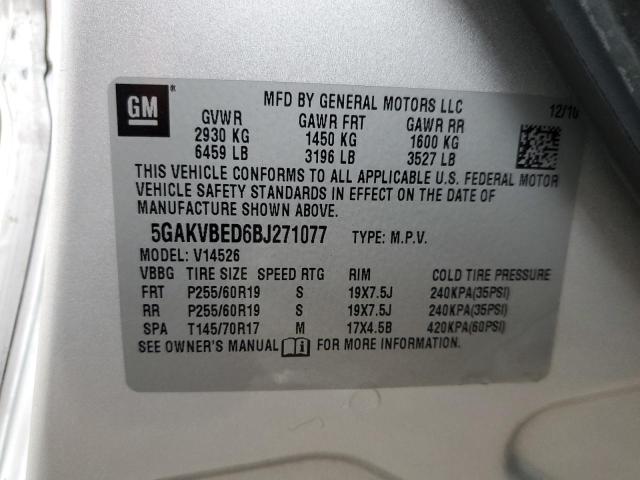 GM ®
MFD BY GENERAL MOTORS LLC 12/10
GVWR GAWR FRT GAWR RR
2930 KG 1450 KG 1600 KG
6459 LB 3196 LB 3527 LB
THIS VEHICLE CONFORMS TO ALL APPLICABLE U.S. FEDERAL MOTOR
VEHICLE SAFETY STANDARDS IN EFFECT ON THE DATE OF
MANUFACTURE SHOWN ABOVE.
5GAKVBED6BJ271077 TYPE: M.P.V.
MODEL: V14526
VBBG TIRE SIZE SPEED RTG RIM COLD TIRE PRESSURE
FRT P255/60R19 S 19X7.5J 240KPA(35PSI)
RR P255/60R19 S 19X7.5J 240KPA(35PSI)
SPA T145/70R17 M 17X4.5B 420KPA(60PSI)
SEE OWNER'S MANUAL i FOR MORE INFORMATION.